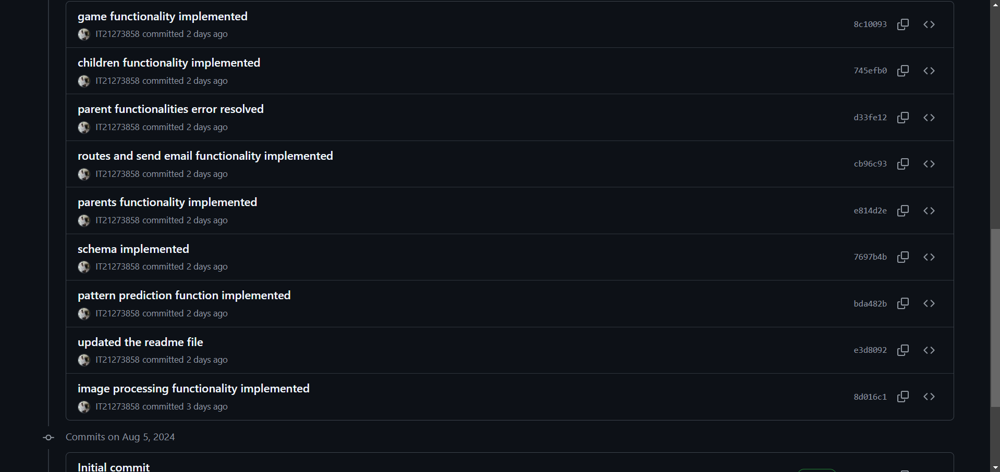 game functionality implemented
8c10093
IT21273858 committed 2 days ago
children functionality implemented
745efb0
IT21273858 committed 2 days ago
parent functionalities error resolved
d33fe12
IT21273858 committed 2 days ago
routes and send email functionality implemented
cb96c93
IT21273858 committed 2 days ago
parents functionality implemented
e814d2e
IT21273858 committed 2 days ago
schema implemented
7697b4b
IT21273858 committed 2 days ago
pattern prediction function implemented
bda482b
IT21273858 committed 2 days ago
updated the readme file
e3d8092
IT21273858 committed 2 days ago
image processing functionality implemented
8d016c1
IT21273858 committed 3 days ago
Commits on Aug 5, 2024
Initial commit